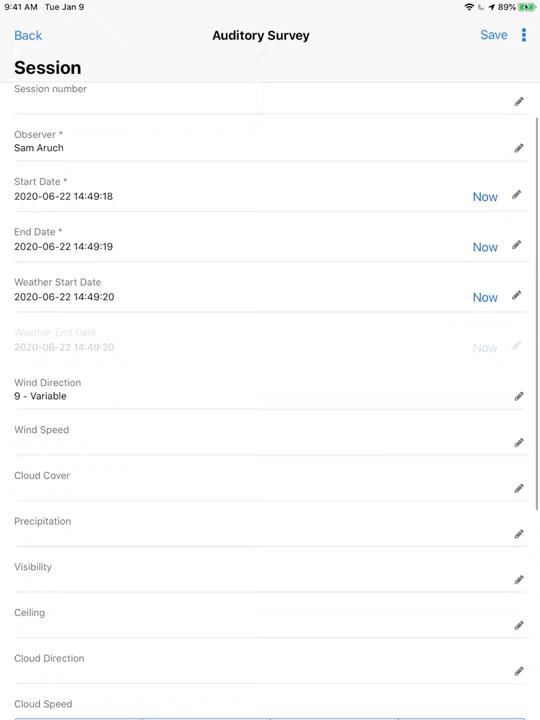 9:41 AM Tue Jan 9 89%
Back Auditory Survey Save
Session
Session number
Observer *
Sam Aruch
Start Date *
2020-06-22 14:49:18 Now
End Date *
2020-06-22 14:49:19 Now
Weather Start Date
2020-06-22 14:49:20 Now
Weather End Date
2020-06-22 14:49:20 Now
Wind Direction
9 - Variable
Wind Speed
Cloud Cover
Precipitation
Visibility
Ceiling
Cloud Direction
Cloud Speed